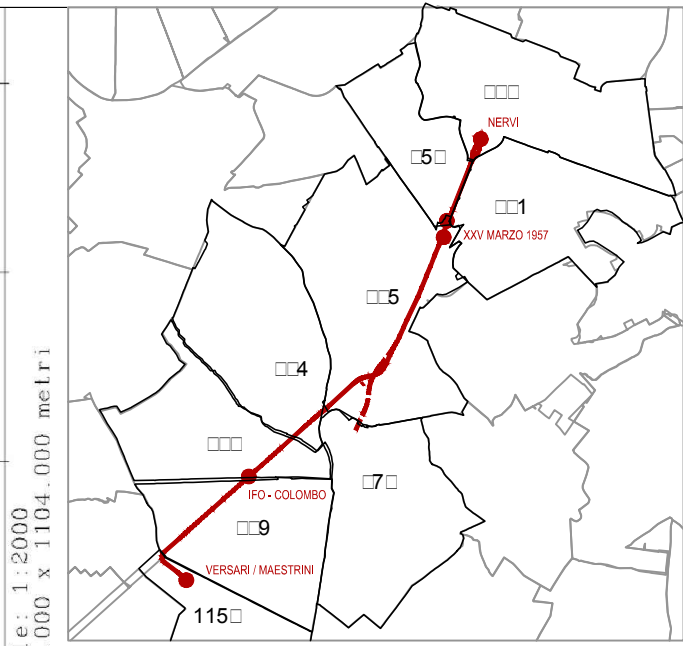 □□□
NERVI
□5□
□□1
XXV MARZO 1957
□□5
□□4
□□□
□7□
IFO - COLOMBO
□□9
VERSARI / MAESTRINI
115□
le: 1:2000
000 x 1104.000 metri